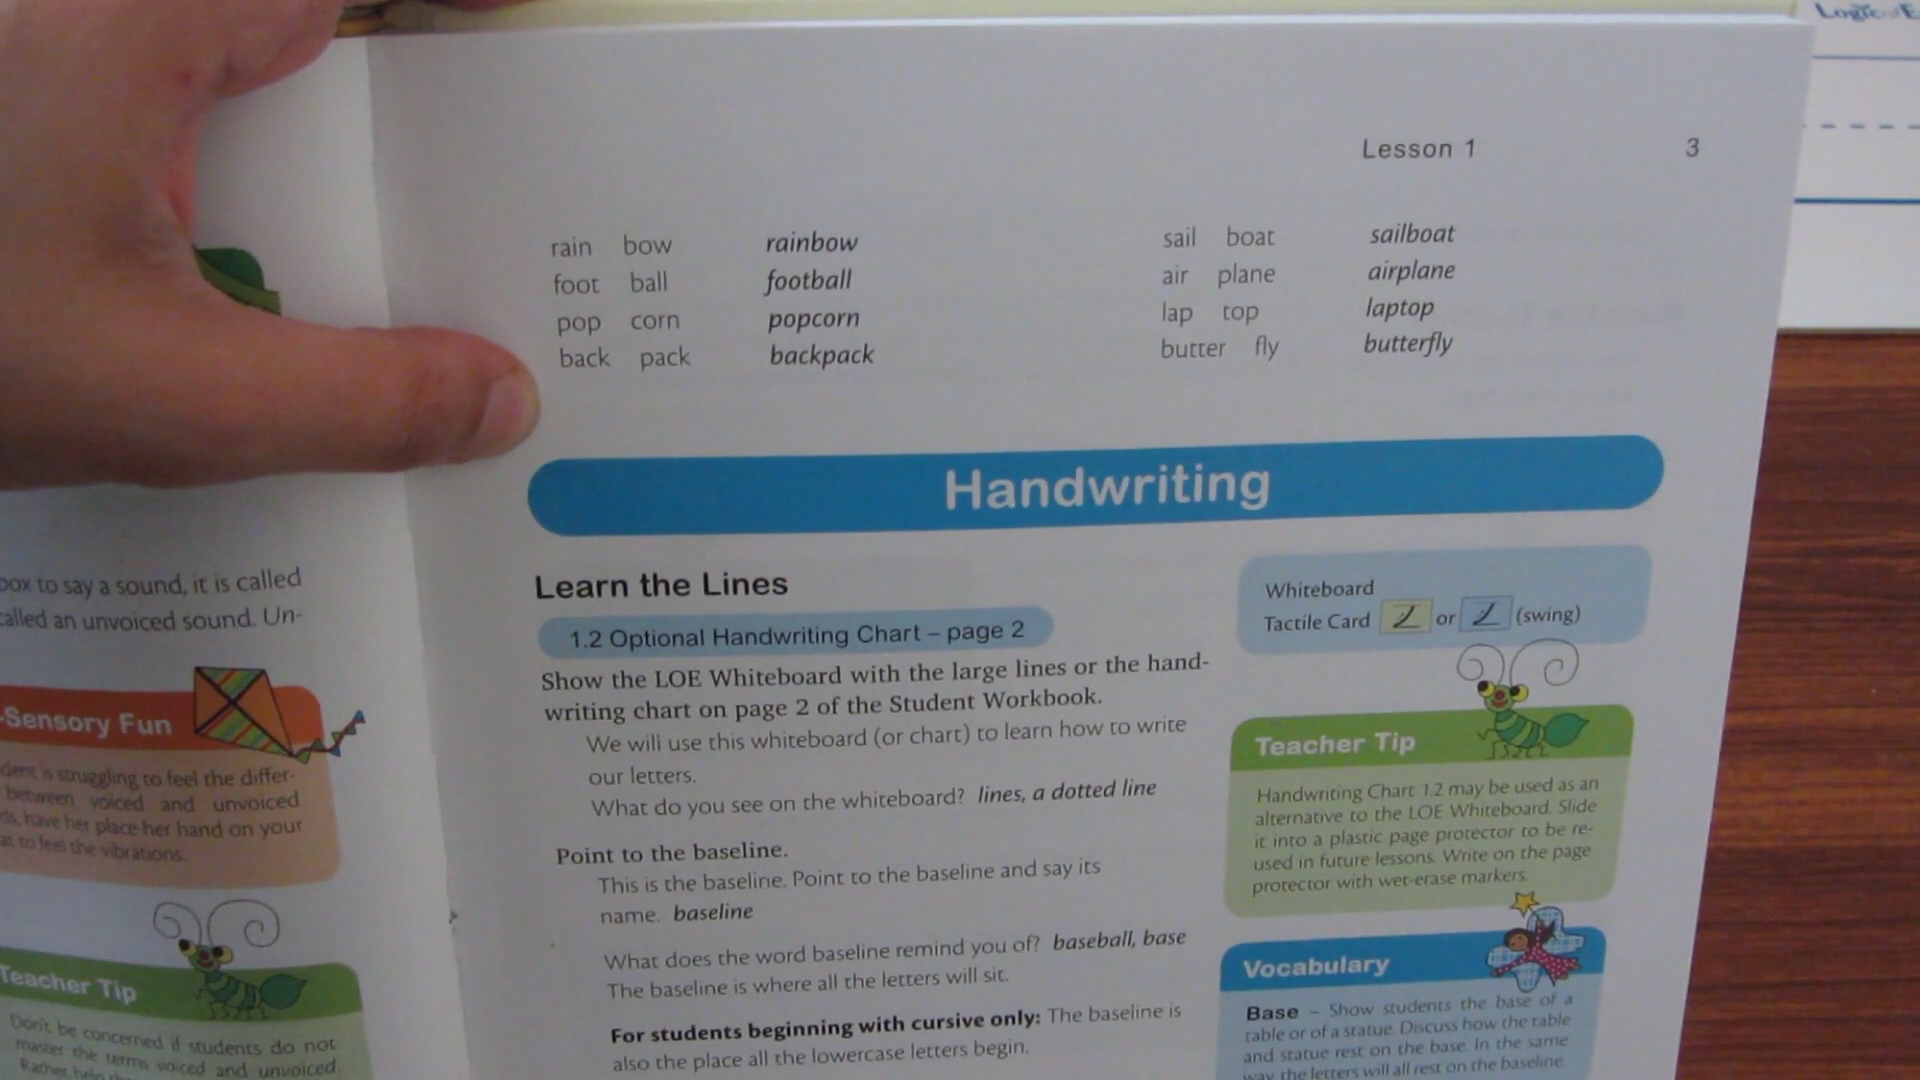 Lesson 1 3
rain bow rainbow sail boat sailboat
foot ball football air plane airplane
pop corn popcorn lap top laptop
back pack backpack butter fly butterfly
Handwriting
Learn the Lines
1.2 Optional Handwriting Chart – page 2
Show the LOE Whiteboard with the large lines or the hand-
writing chart on page 2 of the Student Workbook.
We will use this whiteboard (or chart) to learn how to write
our letters.
What do you see on the whiteboard? lines, a dotted line
Point to the baseline.
This is the baseline. Point to the baseline and say its
name. baseline
What does the word baseline remind you of? baseball, base
The baseline is where all the letters will sit.
For students beginning with cursive only: The baseline is
also the place all the lowercase letters begin.
Whiteboard
Tactile Card or (swing)
Teacher Tip
Handwriting Chart 1.2 may be used as an
alternative to the LOE Whiteboard. Slide
it into a plastic page protector to be re-
used in future lessons. Write on the page
protector with wet-erase markers.
Vocabulary
Base – Show students the base of a
table or of a statue. Discuss how the table
and statue rest on the base. In the same
way, the letters will all rest on the baseline.
box to say a sound, it is called
called an unvoiced sound. Un-
-Sensory Fun
student is struggling to feel the differ-
between voiced and unvoiced
have her place her hand on your
to feel the vibrations.
Teacher Tip
Don't be concerned if students do not
master the terms voiced and unvoiced.
Rather, help
Logic of E